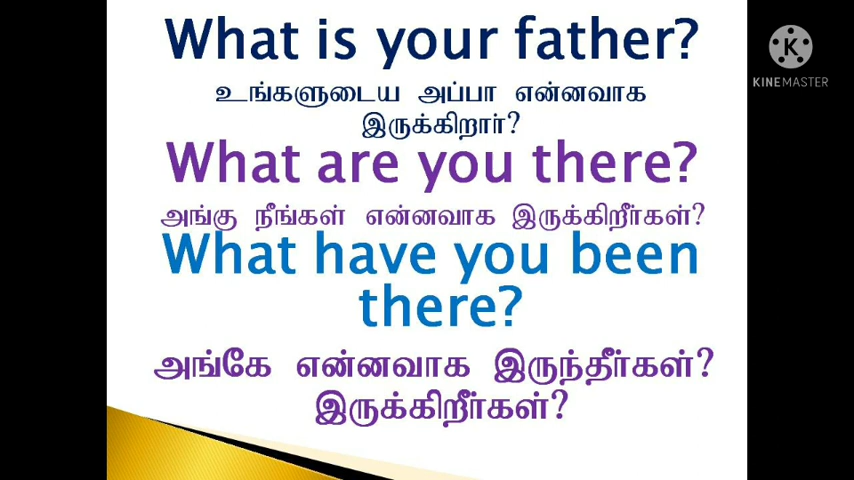 What is your father?
K
KINEMASTER
உங்களுடைய அப்பா என்னவாக
இருக்கிறார்?
What are you there?
அங்கு நீங்கள் என்னவாக இருக்கிறீர்கள்?
What have you been
there?
அங்கே என்னவாக இருந்தீர்கள்?
இருக்கிறீர்கள்?